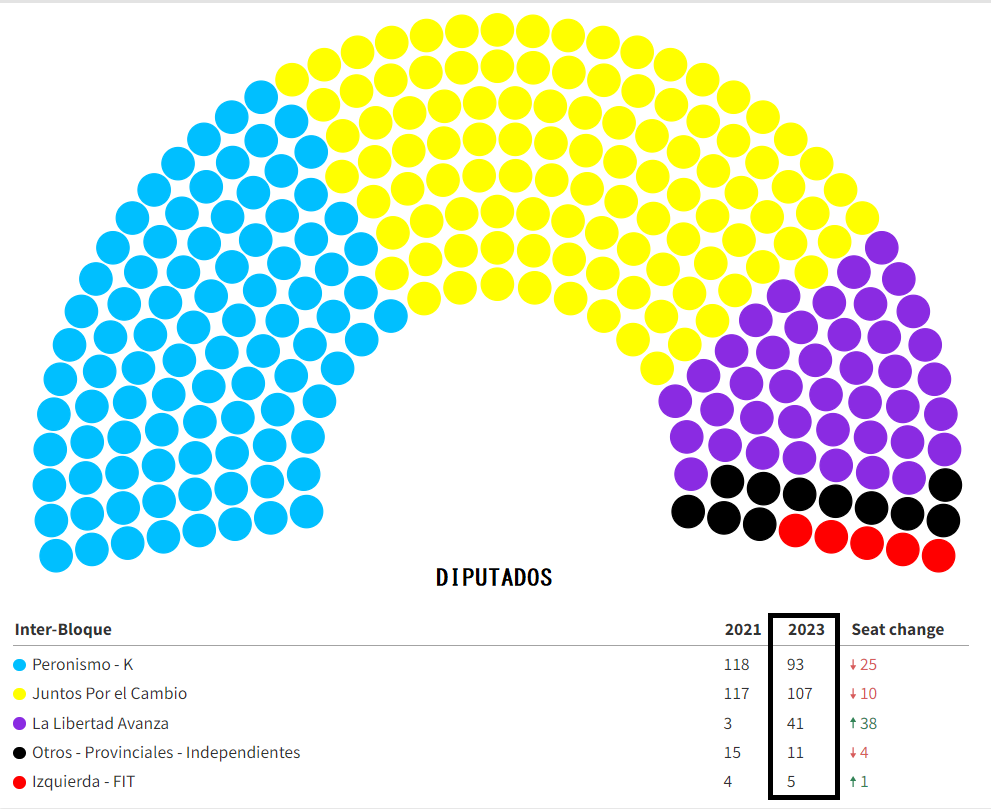 DIPUTADOS
Inter-Bloque 2021 2023 Seat change
Peronismo - K 118 93 ↓ 25
Juntos Por el Cambio 117 107 ↓ 10
La Libertad Avanza 3 41 ↑ 38
Otros - Provinciales - Independientes 15 11 ↓ 4
Izquierda - FIT 4 5 ↑ 1